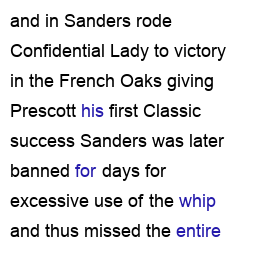 and in Sanders rode
Confidential Lady to victory
in the French Oaks giving
Prescott his first Classic
success Sanders was later
banned for days for
excessive use of the whip
and thus missed the entire